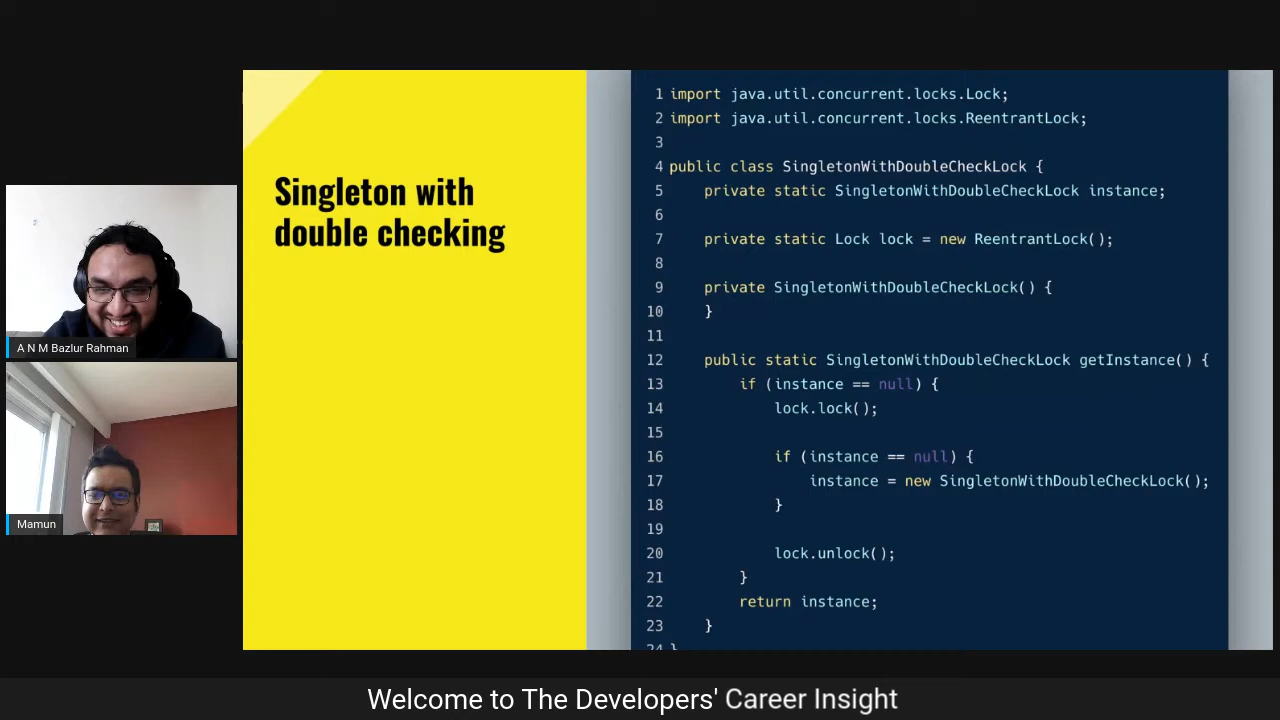 Singleton with
double checking
1 import java.util.concurrent.locks.Lock;
2 import java.util.concurrent.locks.ReentrantLock;
3
4 public class SingletonWithDoubleCheckLock {
5 private static SingletonWithDoubleCheckLock instance;
6
7 private static Lock lock = new ReentrantLock();
8
9 private SingletonWithDoubleCheckLock() {
10 }
11
12 public static SingletonWithDoubleCheckLock getInstance() {
13 if (instance == null) {
14 lock.lock();
15
16 if (instance == null) {
17 instance = new SingletonWithDoubleCheckLock();
18 }
19
20 lock.unlock();
21 }
22 return instance;
23 }
24 }
A N M Bazlur Rahman
Mamun
Welcome to The Developers' Career Insight